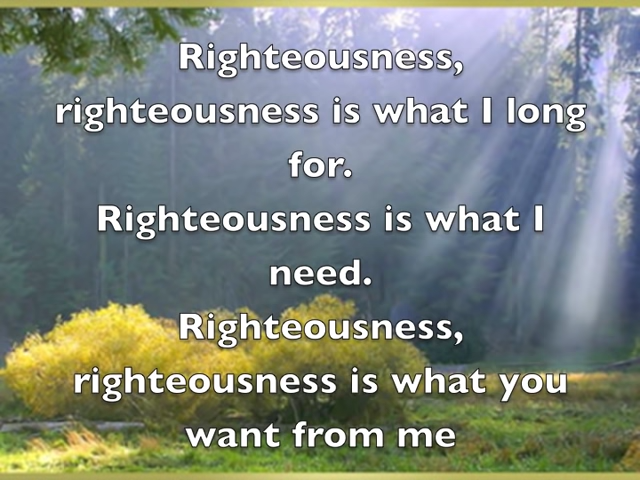 Righteousness,
righteousness is what I long
for.
Righteousness is what I
need.
Righteousness,
righteousness is what you
want from me